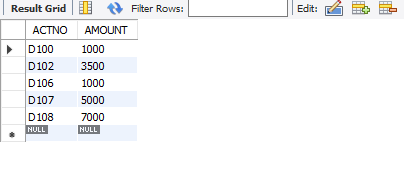 Result Grid Filter Rows: Edit:
ACTNO AMOUNT
D100 1000
D102 3500
D106 1000
D107 5000
D108 7000
NULL NULL